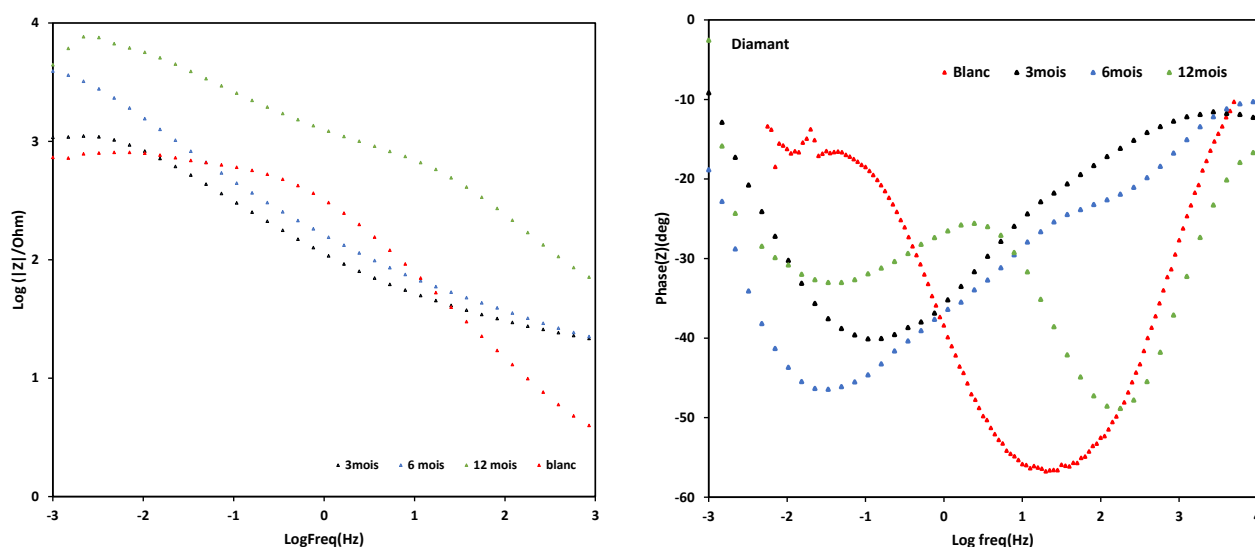 Log (|Z|/Ohm)
4
3
2
1
0
-3
-2
-1
0
1
2
3
LogFreq(Hz)
3mois
6 mois
12 mois
blanc
Diamant
Blanc
3mois
6mois
12mois
Phase(Z)(deg)
0
-10
-20
-30
-40
-50
-60
-3
-2
-1
0
1
2
3
4
Log freq(Hz)